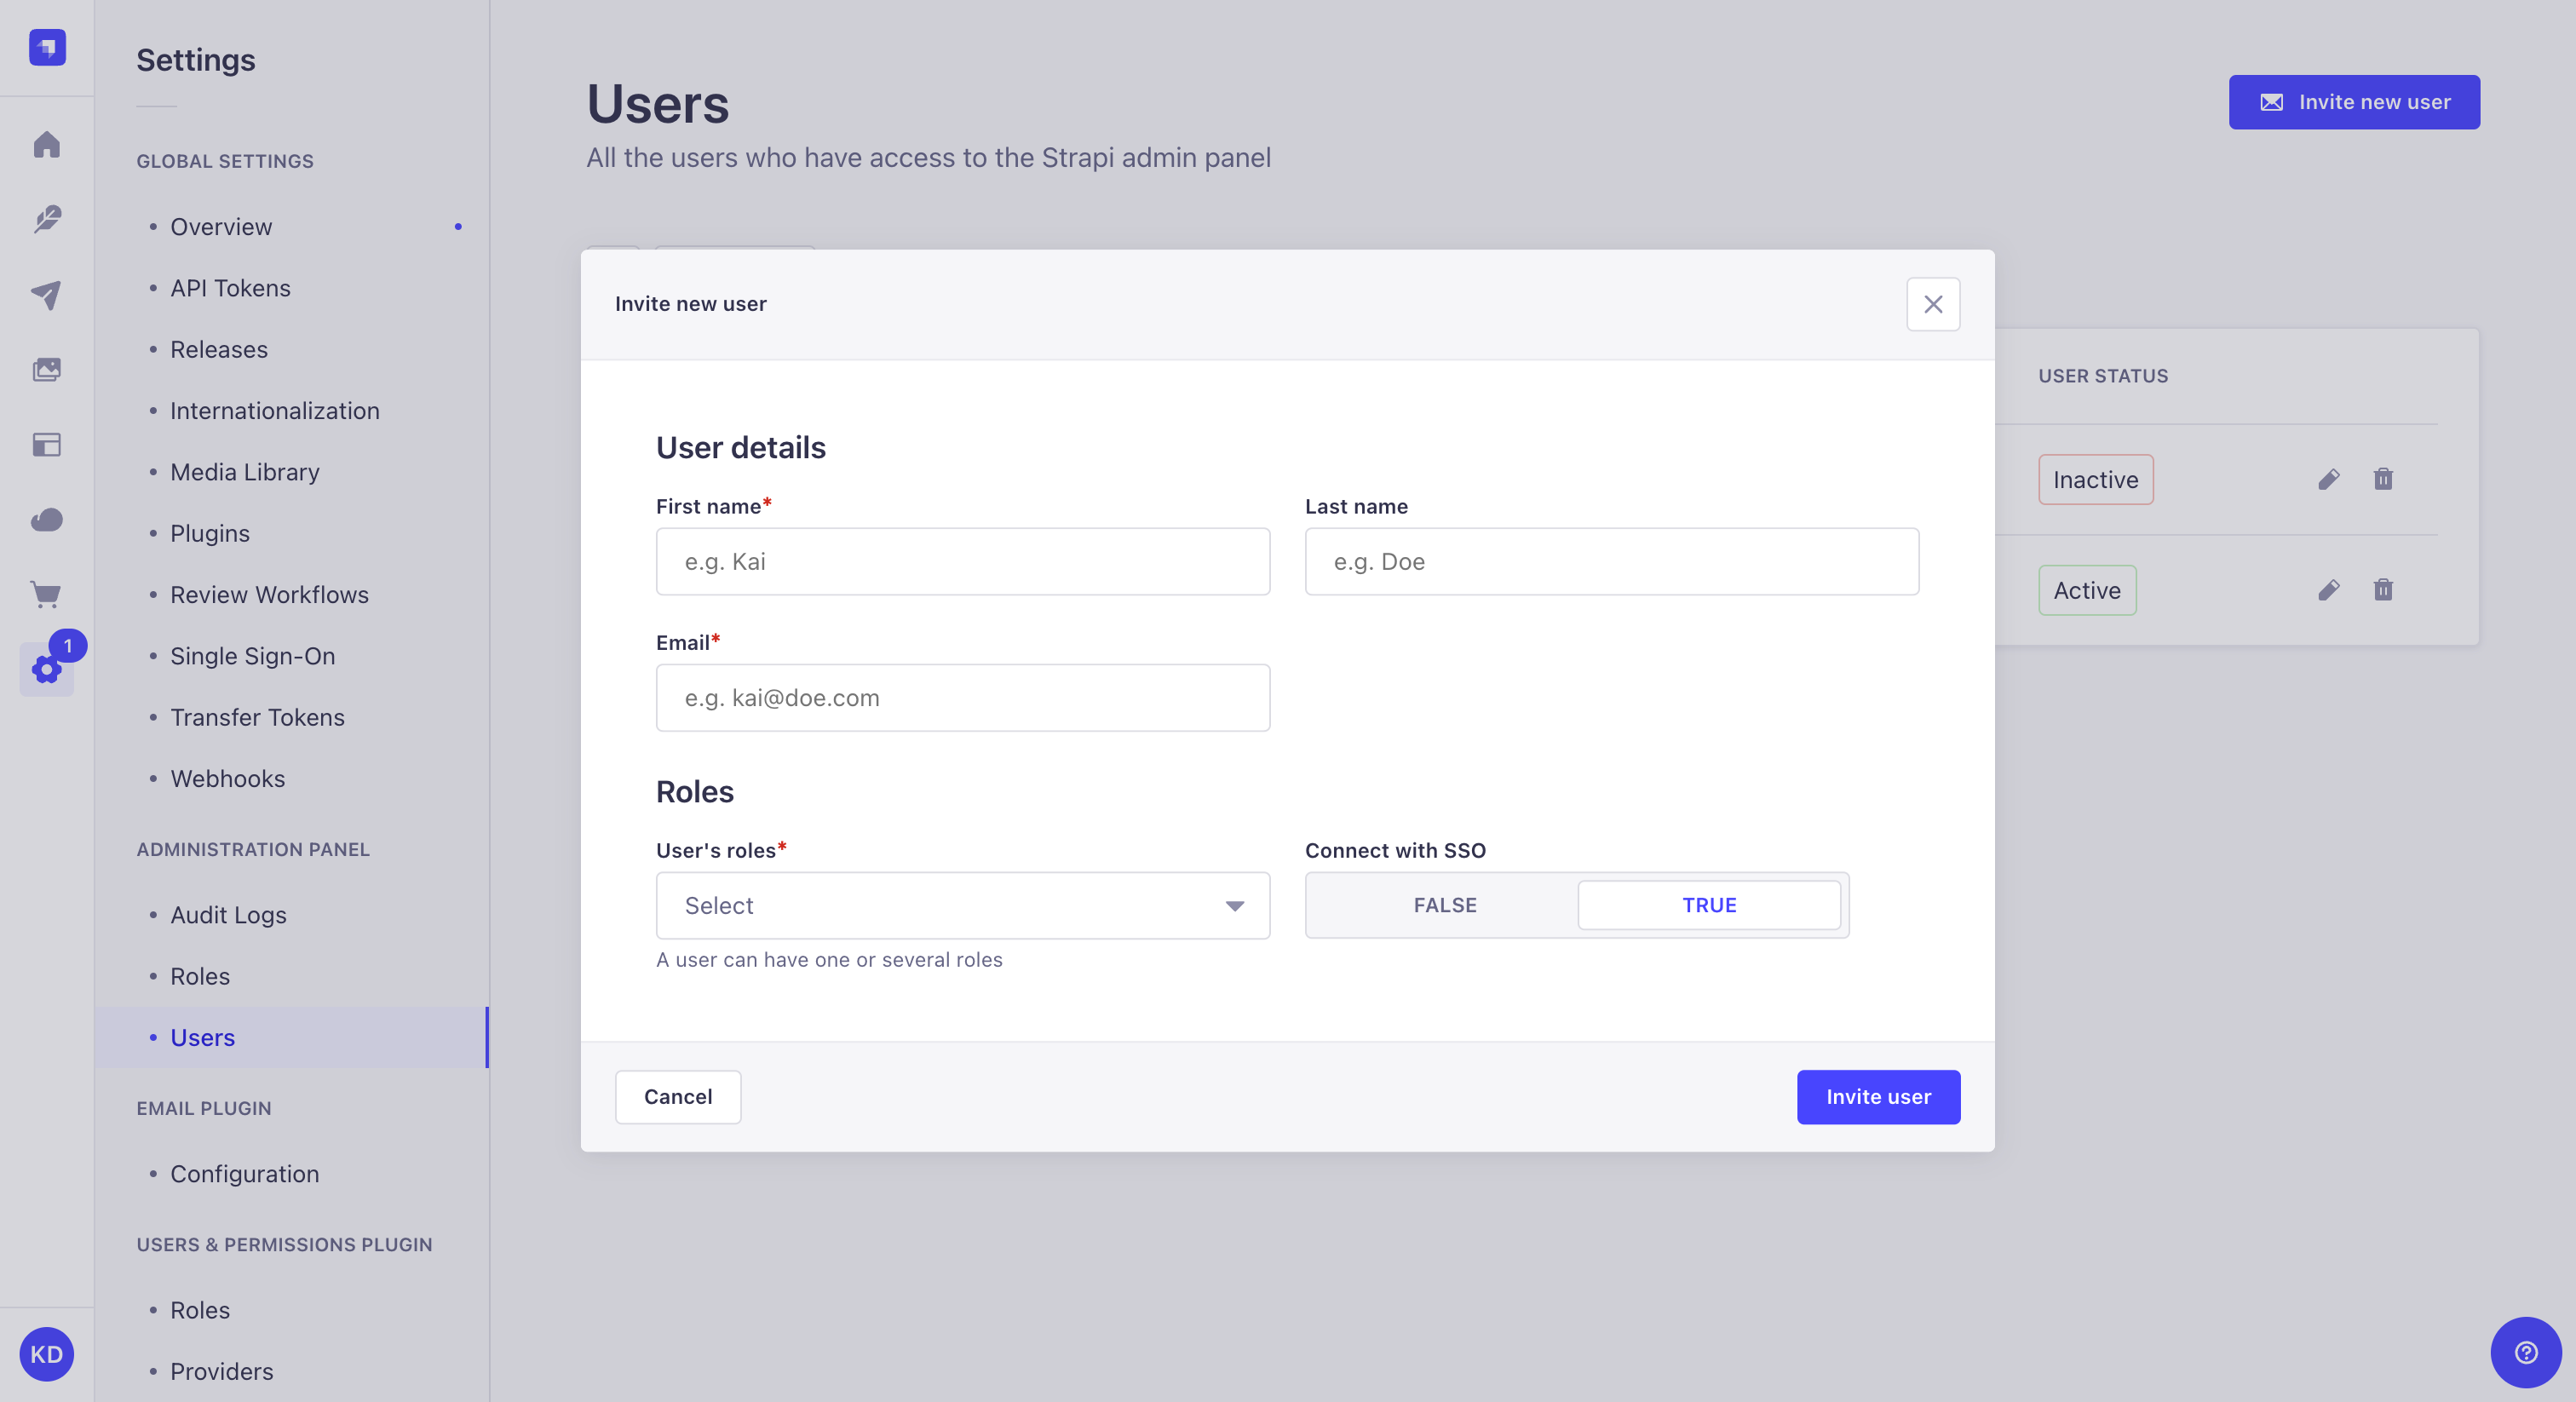 1
KD
Settings
GLOBAL SETTINGS
Overview
API Tokens
Releases
Internationalization
Media Library
Plugins
Review Workflows
Single Sign-On
Transfer Tokens
Webhooks
ADMINISTRATION PANEL
Audit Logs
Roles
Users
EMAIL PLUGIN
Configuration
USERS & PERMISSIONS PLUGIN
Roles
Providers
Users
All the users who have access to the Strapi admin panel
Invite new user
USER STATUS
Inactive
Active
Invite new user
User details
First name*
e.g. Kai
Last name
e.g. Doe
Email*
e.g. kai@doe.com
Roles
User's roles*
Select
A user can have one or several roles
Connect with SSO
FALSE TRUE
Cancel
Invite user